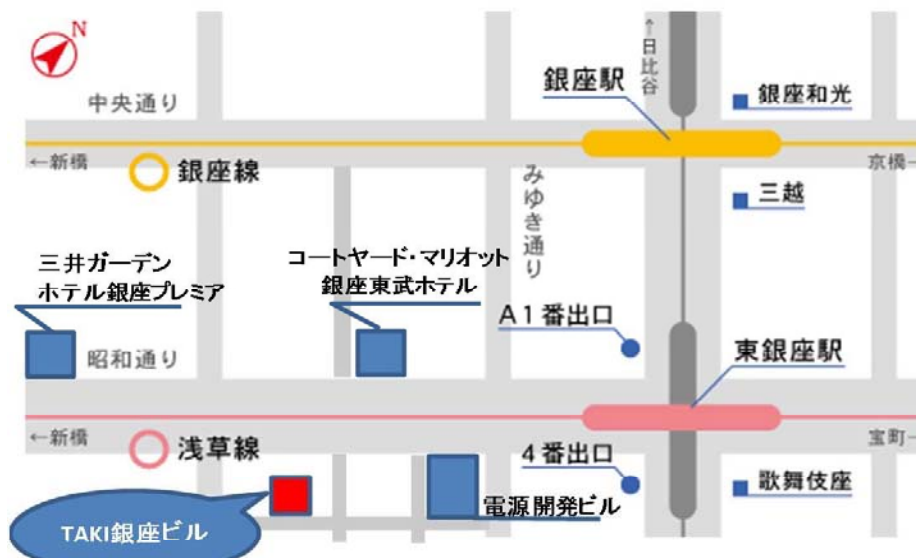 N
↑日比谷
銀座駅
銀座和光
中央通り
←新橋
銀座線
京橋→
みゆき通り
三越
三井ガーデン
ホテル銀座プレミア
コートヤード・マリオット
銀座東武ホテル
A1番出口
昭和通り
東銀座駅
←新橋
浅草線
宝町→
4番出口
電源開発ビル
歌舞伎座
TAKI銀座ビル